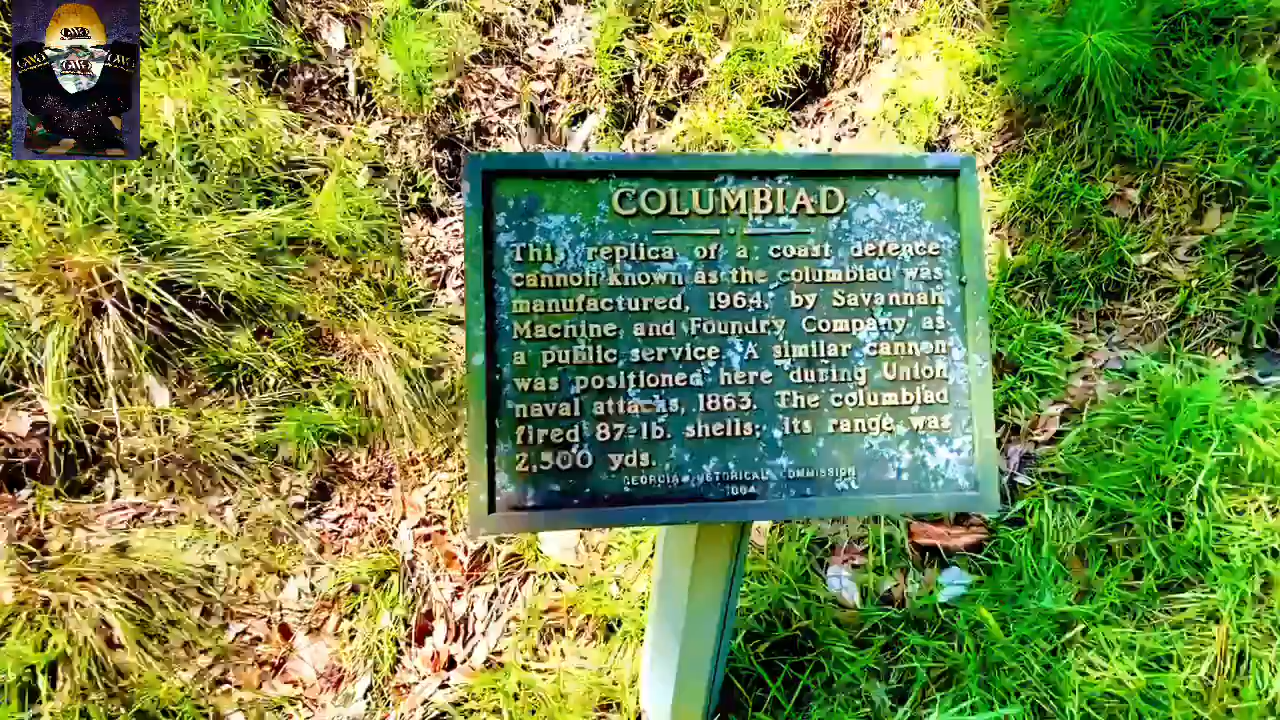 COLUMBIAD
This replica of a coast defence
cannon known as the columbiad was
manufactured, 1964, by Savannah
Machine and Foundry Company as
a public service. A similar cannon
was positioned here during Union
naval attacks, 1863. The columbiad
fired 87-lb. shells; its range was
2,500 yds.
GEORGIA HISTORICAL COMMISSION